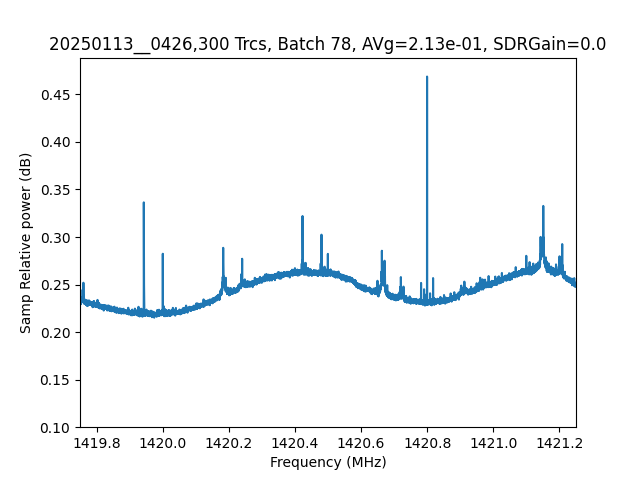 20250113__0426,300 Trcs, Batch 78, AVg=2.13e-01, SDRGain=0.0
Samp Relative power (dB)
0.45
0.40
0.35
0.30
0.25
0.20
0.15
0.10
1419.8 1420.0 1420.2 1420.4 1420.6 1420.8 1421.0 1421.2
Frequency (MHz)